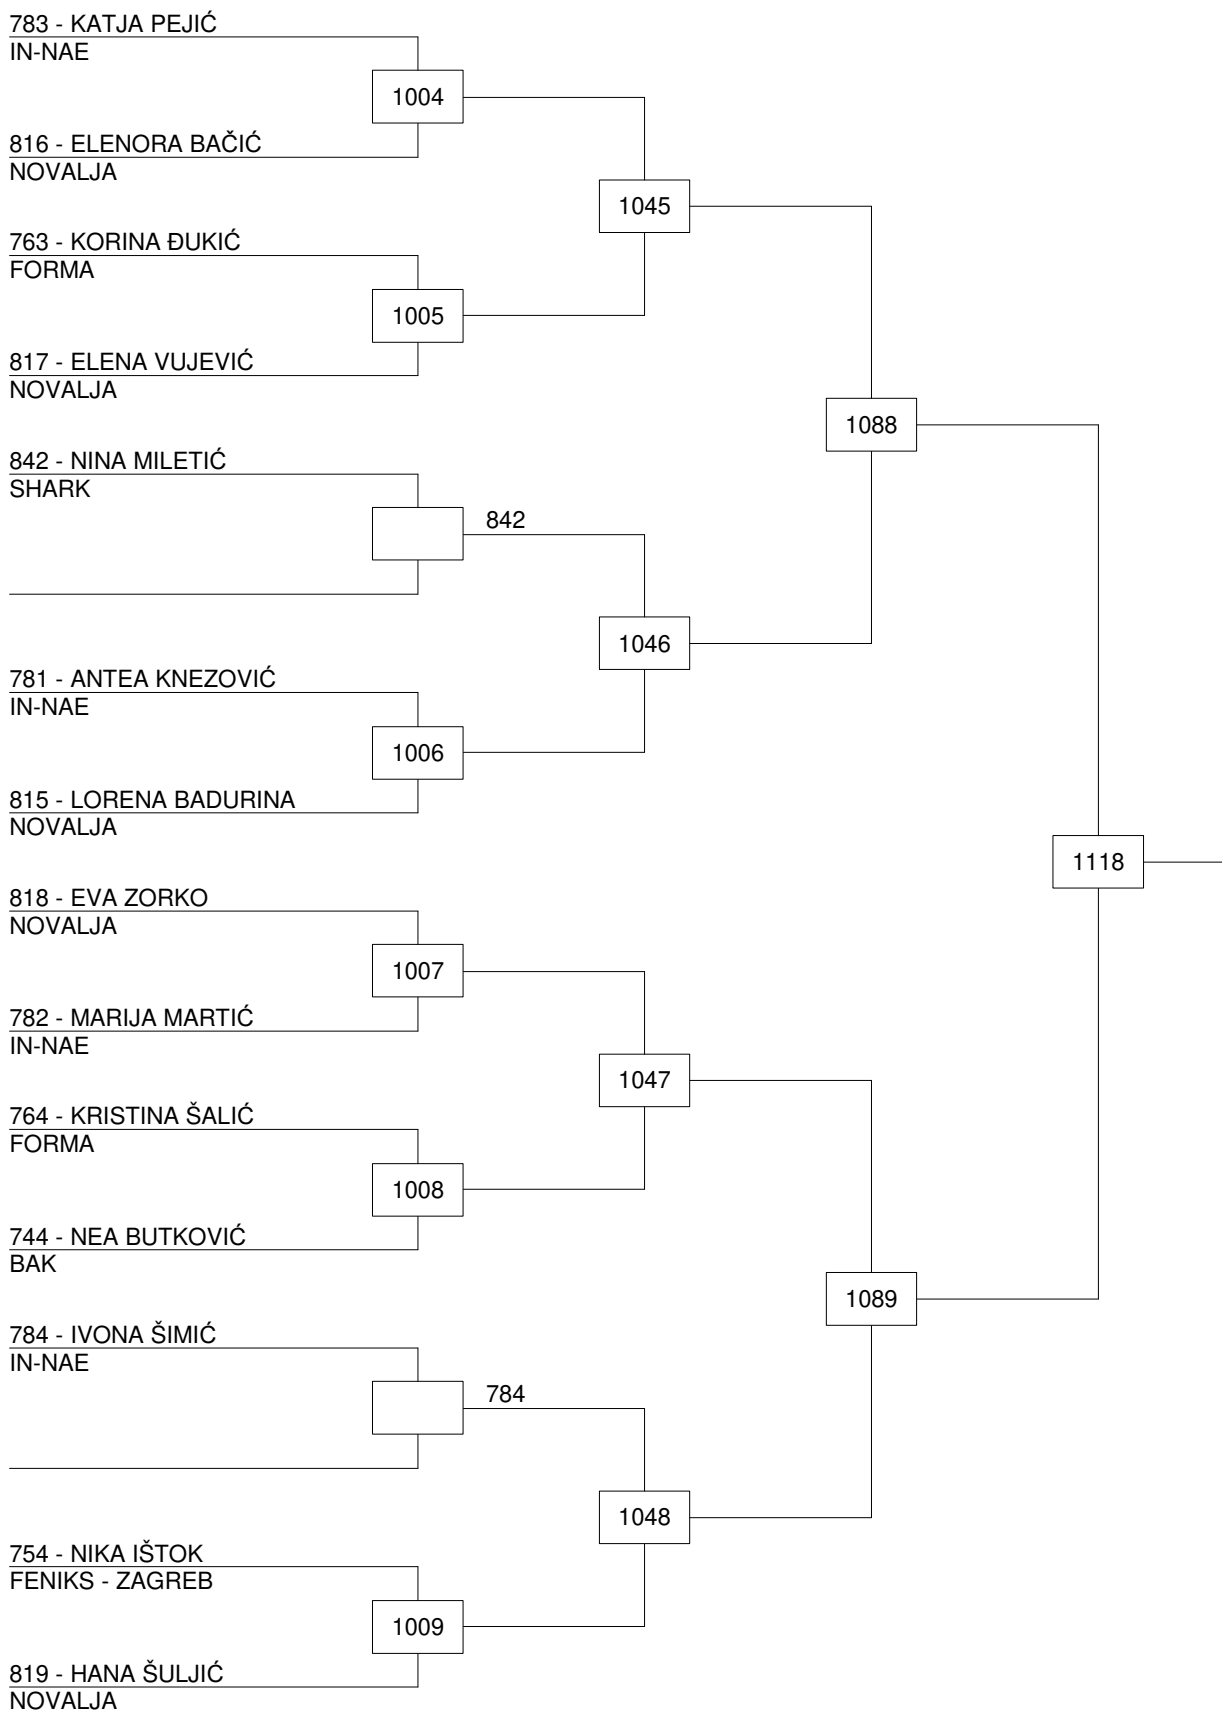 783 - KATJA PEJIĆ
IN-NAE
1004
816 - ELENORA BAČIĆ
NOVALJA
1045
763 - KORINA ĐUKIĆ
FORMA
1005
817 - ELENA VUJEVIĆ
NOVALJA
1088
842 - NINA MILETIĆ
SHARK
842
1046
781 - ANTEA KNEZOVIĆ
IN-NAE
1006
815 - LORENA BADURINA
NOVALJA
1118
818 - EVA ZORKO
NOVALJA
1007
782 - MARIJA MARTIĆ
IN-NAE
1047
764 - KRISTINA ŠALIĆ
FORMA
1008
744 - NEA BUTKOVIĆ
BAK
1089
784 - IVONA ŠIMIĆ
IN-NAE
784
1048
754 - NIKA IŠTOK
FENIKS - ZAGREB
1009
819 - HANA ŠULJIĆ
NOVALJA